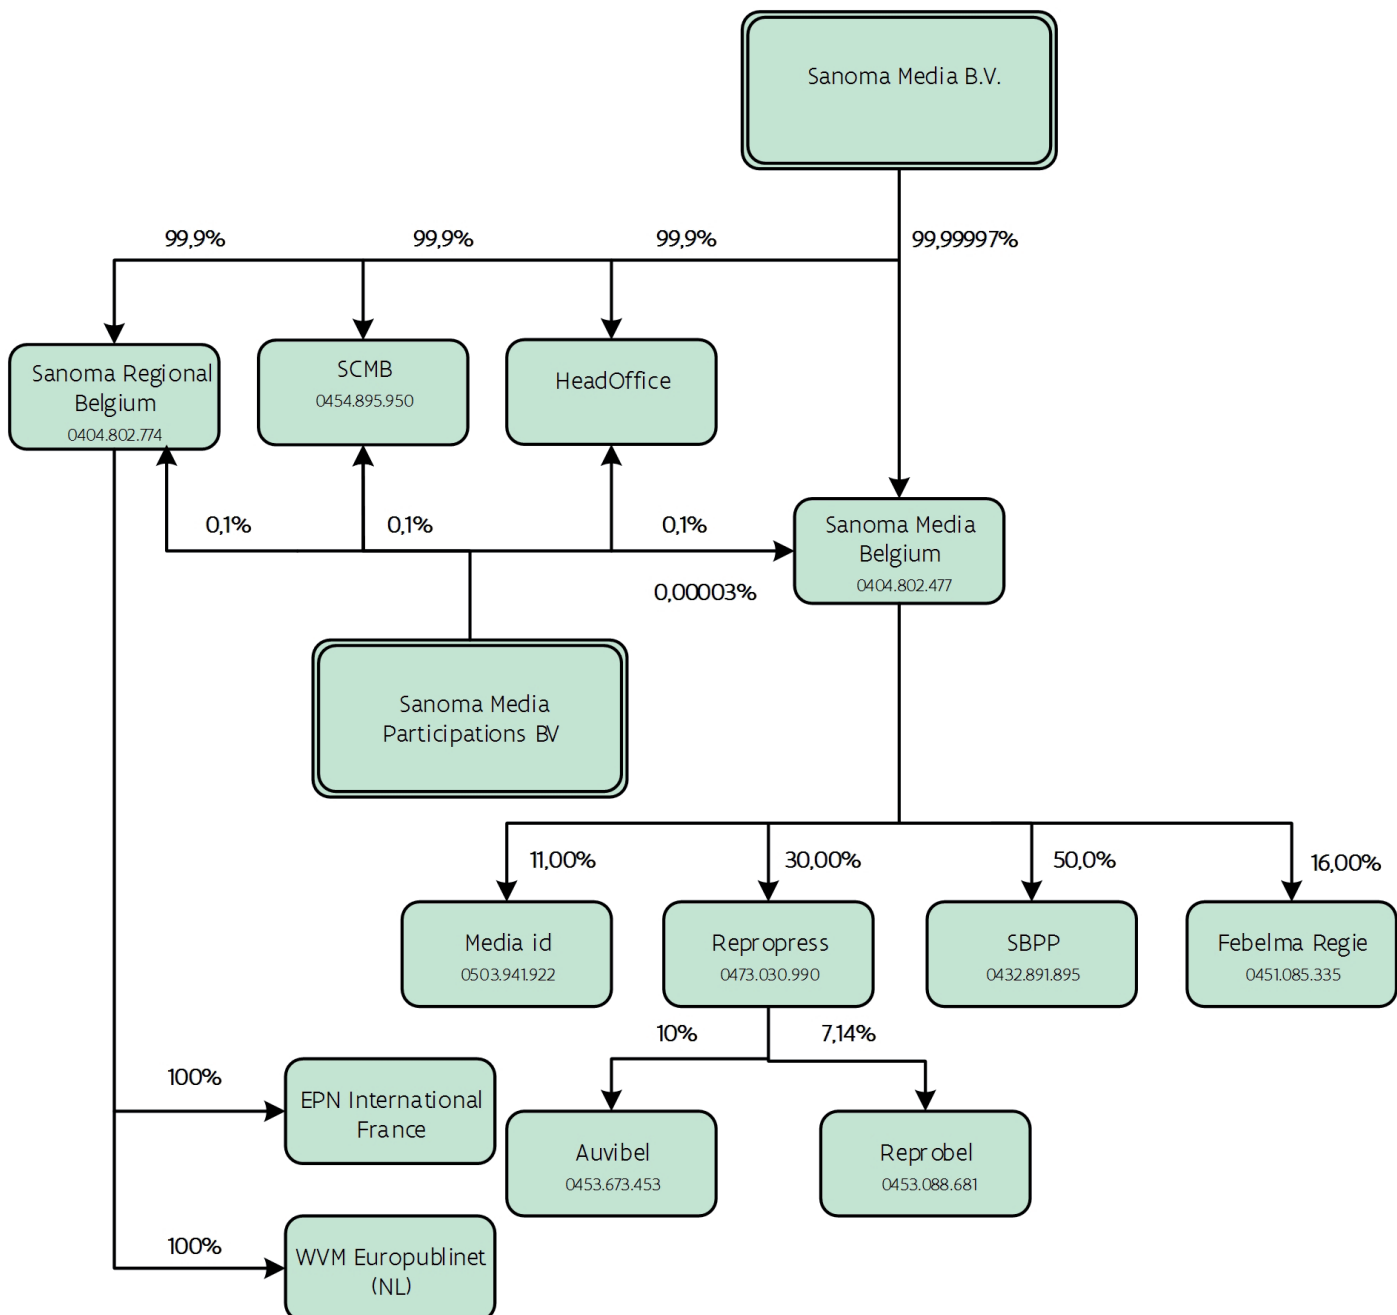 Sanoma Media B.V.
99,9%
99,9%
99,9%
99,99997%
Sanoma Regional
Belgium
0404.802.774
SCMB
0454.895.950
HeadOffice
0,1%
0,1%
0,1%
0,00003%
Sanoma Media
Belgium
0404.802.477
Sanoma Media
Participations BV
11,00%
30,00%
50,0%
16,00%
Media id
0503.941.922
Repropress
0473.030.990
SBPP
0432.891.895
Febelma Regie
0451.085.335
10%
7,14%
100%
EPN International
France
Auvibel
0453.673.453
Reprobel
0453.088.681
100%
WVM Europublinet
(NL)